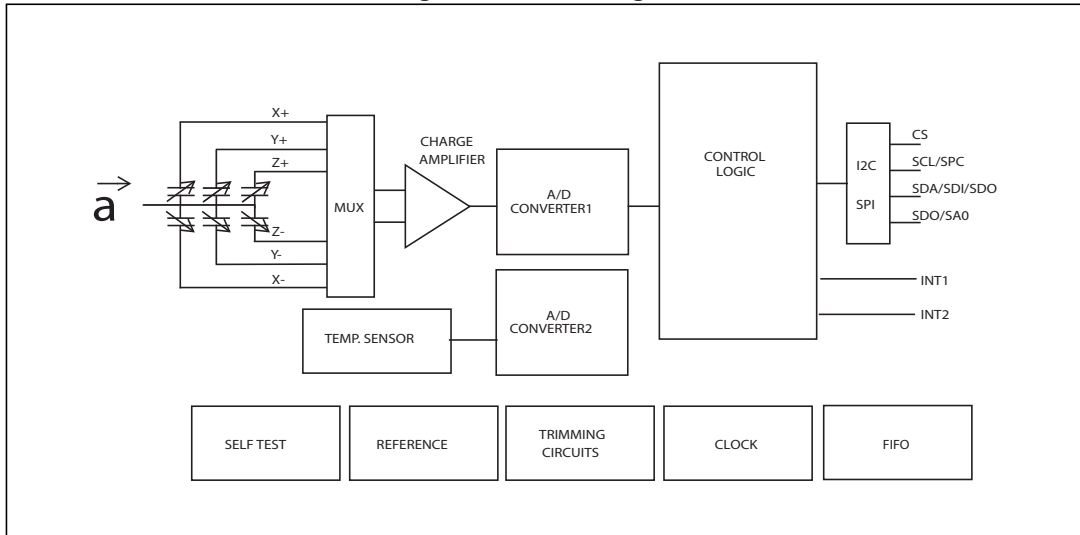 X+
Y+
Z+
a
Z-
Y-
X-
MUX
CHARGE
AMPLIFIER
A/D
CONVERTER1
CONTROL
LOGIC
I2C
SPI
CS
SCL/SPC
SDA/SDI/SDO
SDO/SA0
INT1
INT2
TEMP. SENSOR
A/D
CONVERTER2
SELF TEST
REFERENCE
TRIMMING
CIRCUITS
CLOCK
FIFO